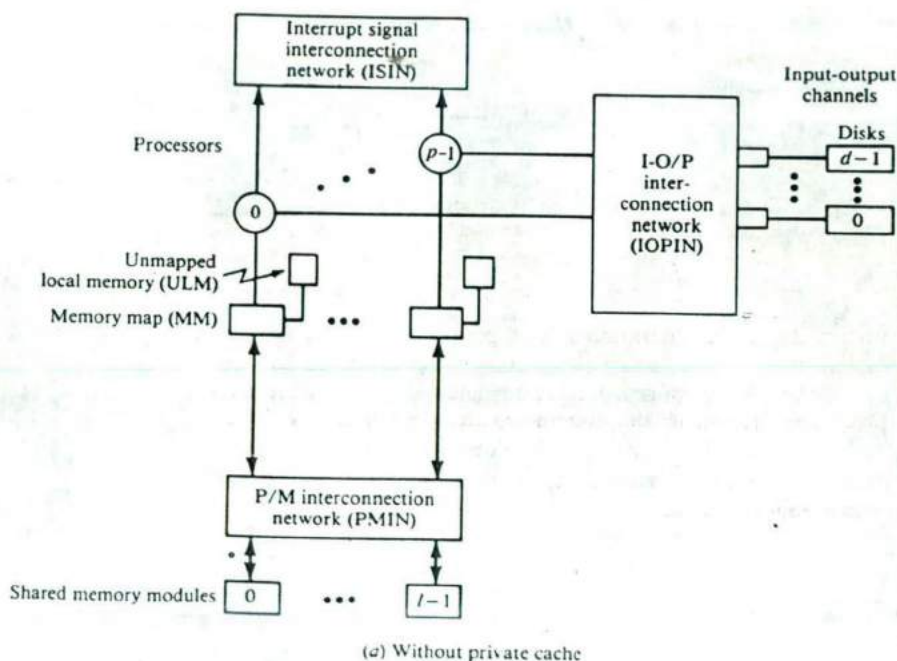 Interrupt signal
interconnection
network (ISIN)
Input-output
channels
Processors
p-1
I-O/P
inter-
connection
network
(IOPIN)
Disks
d-1
0
0
Unmapped
local memory (ULM)
Memory map (MM)
P/M interconnection
network (PMIN)
Shared memory modules
0
l-1
(a) Without private cache